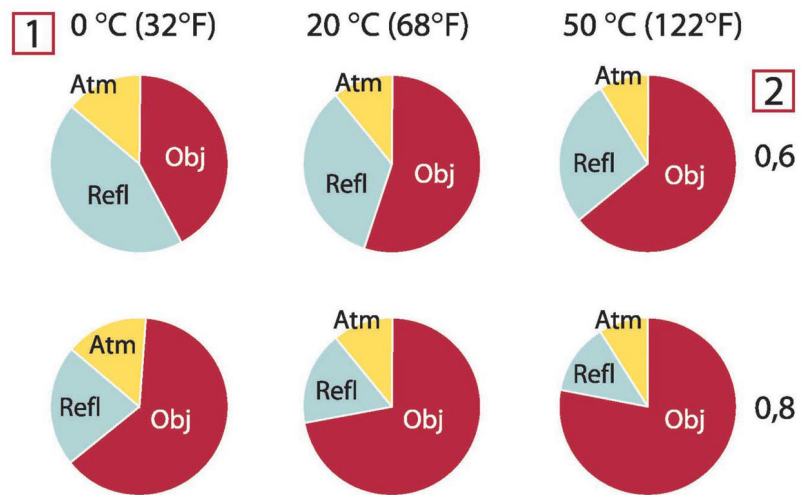 1 0 °C (32°F) 20 °C (68°F) 50 °C (122°F)
2
Atm Obj Refl
Atm Obj Refl
Atm Obj Refl
0,6
Atm Obj Refl
Atm Obj Refl
Atm Obj Refl
0,8